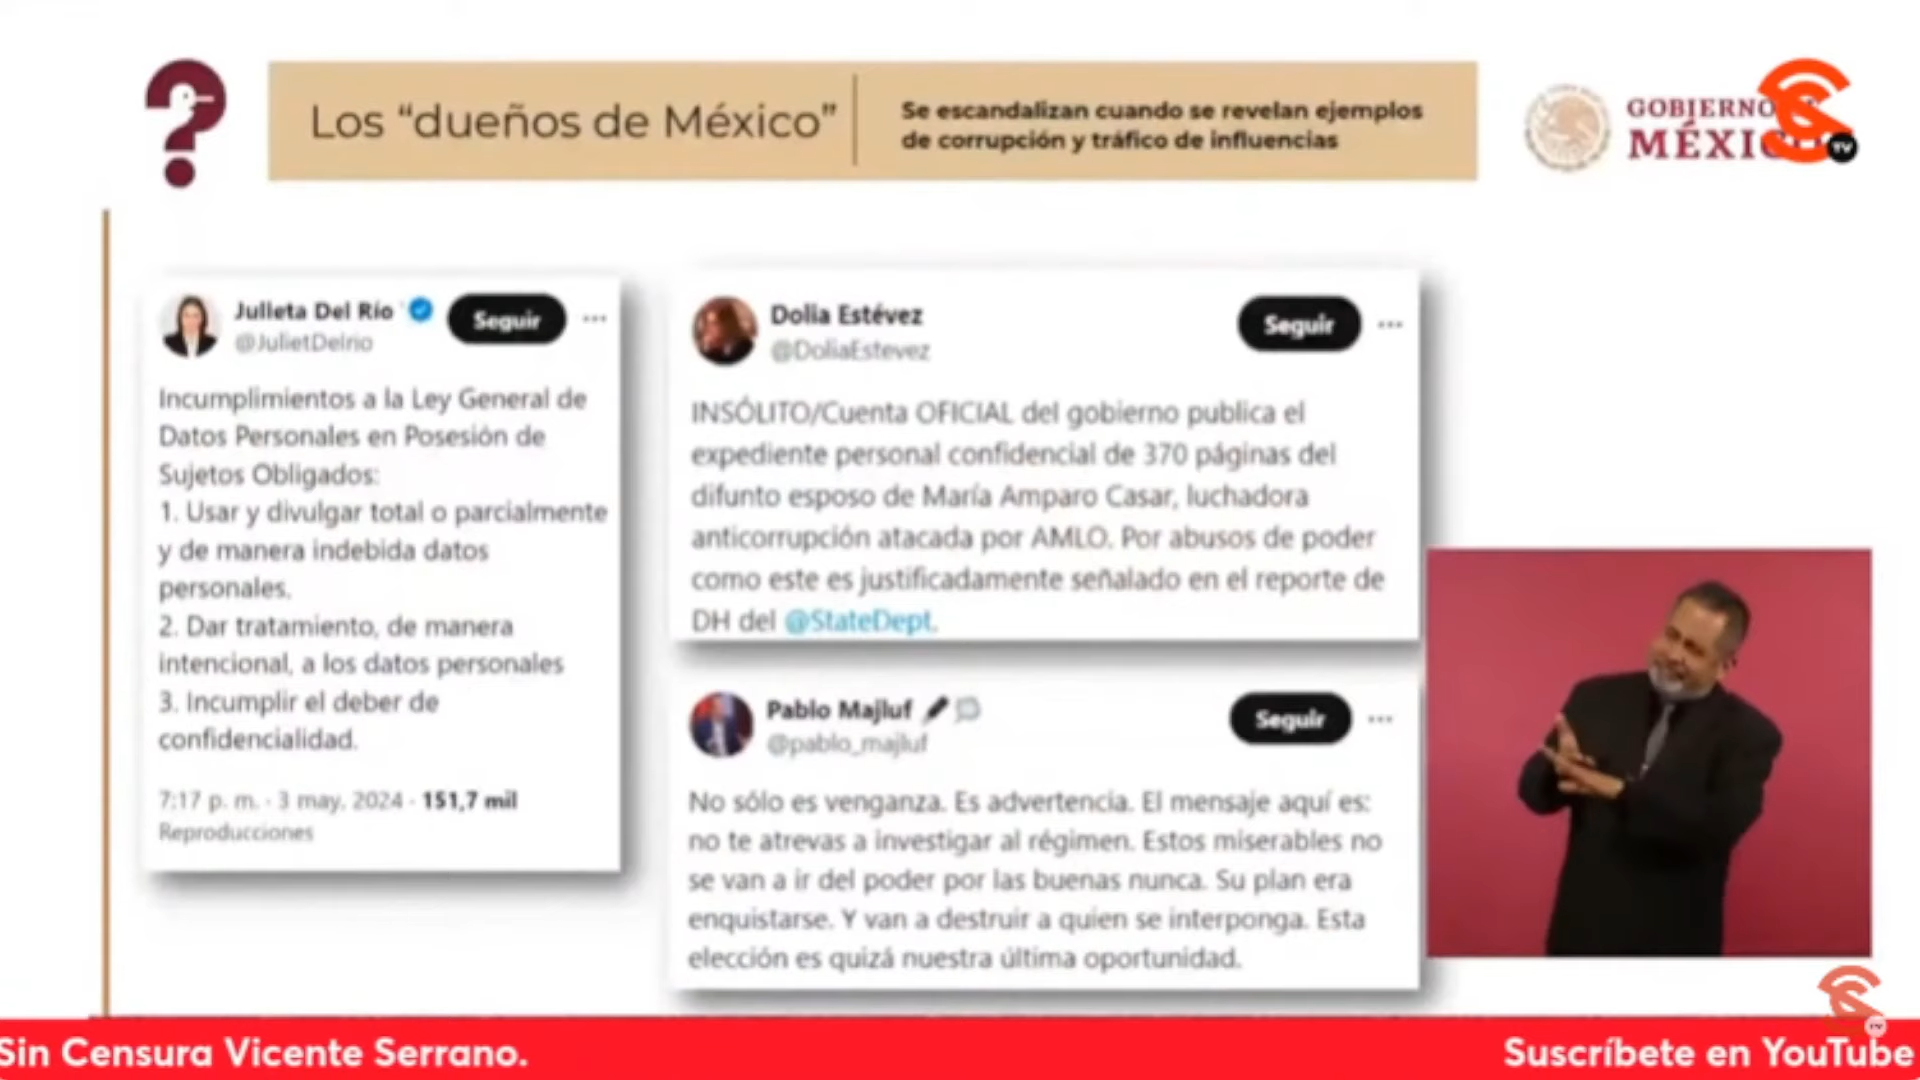 Los “dueños de México”
Se escandalizan cuando se revelan ejemplos
de corrupción y tráfico de influencias
GOBIERNO
MÉXICO
TV
Julieta Del Río
Seguir
@JulietDelrio
Incumplimientos a la Ley General de
Datos Personales en Posesión de
Sujetos Obligados:
1. Usar y divulgar total o parcialmente
y de manera indebida datos
personales.
2. Dar tratamiento, de manera
intencional, a los datos personales
3. Incumplir el deber de
confidencialidad.
7:17 p. m. · 3 may. 2024 · 151,7 mil
Reproducciones
Dolia Estévez
Seguir
@DoliaEstevez
INSÓLITO/Cuenta OFICIAL del gobierno publica el
expediente personal confidencial de 370 páginas del
difunto esposo de María Amparo Casar, luchadora
anticorrupción atacada por AMLO. Por abusos de poder
como este es justificadamente señalado en el reporte de
DH del @StateDept.
Pablo Majluf
Seguir
@pablo_majluf
No sólo es venganza. Es advertencia. El mensaje aquí es:
no te atrevas a investigar al régimen. Estos miserables no
se van a ir del poder por las buenas nunca. Su plan era
enquistarse. Y van a destruir a quien se interponga. Esta
elección es quizá nuestra última oportunidad.
TV
Sin Censura Vicente Serrano.
Suscríbete en YouTube